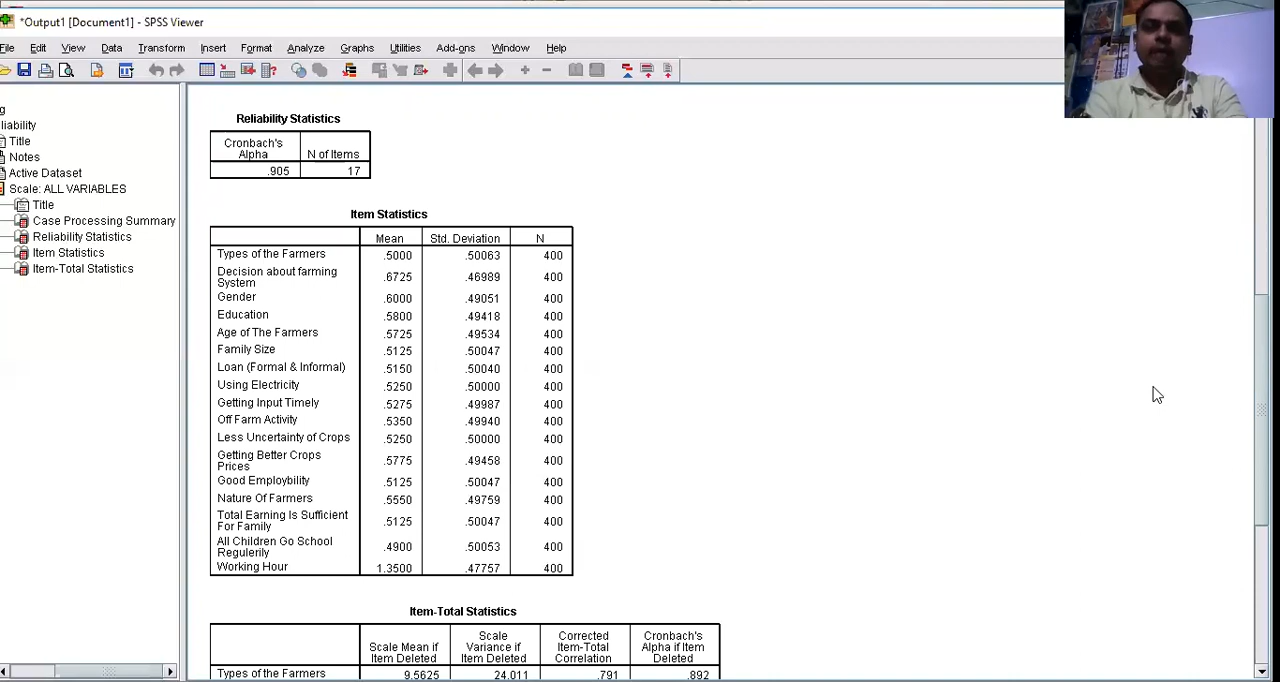 *Output1 [Document1] - SPSS Viewer
File Edit View Data Transform Insert Format Analyze Graphs Utilities Add-ons Window Help
g
liability
Title
Notes
Active Dataset
Scale: ALL VARIABLES
Title
Case Processing Summary
Reliability Statistics
Item Statistics
Item-Total Statistics
Reliability Statistics
Cronbach's Alpha N of Items
.905 17
Item Statistics
Mean Std. Deviation N
Types of the Farmers .5000 .50063 400
Decision about farming System .6725 .46989 400
Gender .6000 .49051 400
Education .5800 .49418 400
Age of The Farmers .5725 .49534 400
Family Size .5125 .50047 400
Loan (Formal & Informal) .5150 .50040 400
Using Electricity .5250 .50000 400
Getting Input Timely .5275 .49987 400
Off Farm Activity .5350 .49940 400
Less Uncertainty of Crops .5250 .50000 400
Getting Better Crops Prices .5775 .49458 400
Good Employbility .5125 .50047 400
Nature Of Farmers .5550 .49759 400
Total Earning Is Sufficient For Family .5125 .50047 400
All Children Go School Regulerily .4900 .50053 400
Working Hour 1.3500 .47757 400
Item-Total Statistics
Scale Mean if Item Deleted Scale Variance if Item Deleted Corrected Item-Total Correlation Cronbach's Alpha if Item Deleted
Types of the Farmers 9.5625 24.011 .791 .892